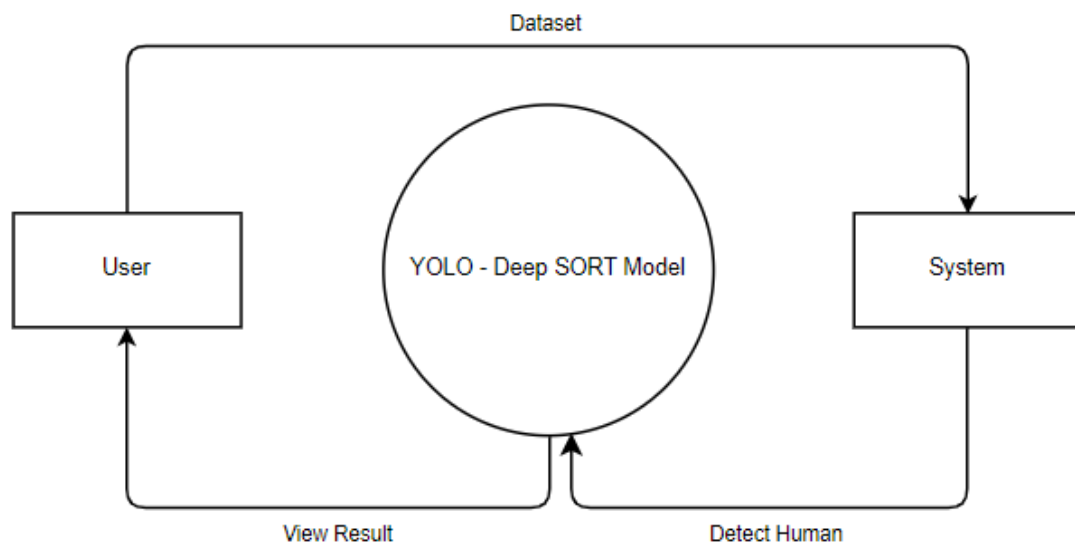 Dataset
User
YOLO - Deep SORT Model
System
View Result
Detect Human